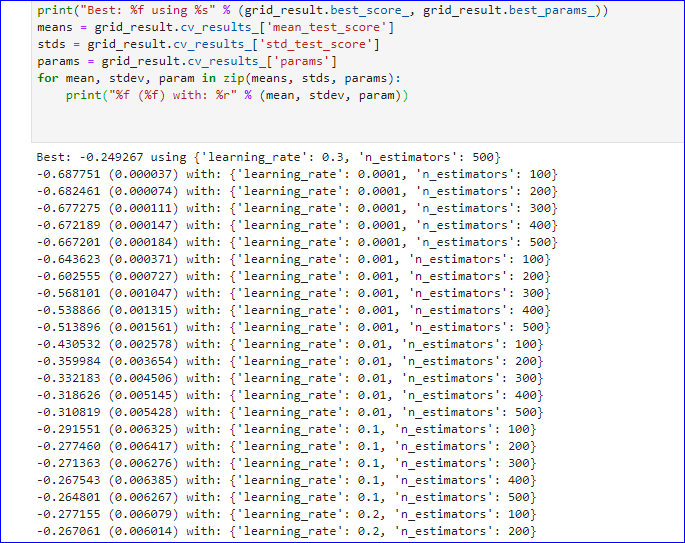 print("Best: %f using %s" % (grid_result.best_score_, grid_result.best_params_))
means = grid_result.cv_results_['mean_test_score']
stds = grid_result.cv_results_['std_test_score']
params = grid_result.cv_results_['params']
for mean, stdev, param in zip(means, stds, params):
    print("%f (%f) with: %r" % (mean, stdev, param))
Best: -0.249267 using {'learning_rate': 0.3, 'n_estimators': 500}
-0.687751 (0.000037) with: {'learning_rate': 0.0001, 'n_estimators': 100}
-0.682461 (0.000074) with: {'learning_rate': 0.0001, 'n_estimators': 200}
-0.677275 (0.000111) with: {'learning_rate': 0.0001, 'n_estimators': 300}
-0.672189 (0.000147) with: {'learning_rate': 0.0001, 'n_estimators': 400}
-0.667201 (0.000184) with: {'learning_rate': 0.0001, 'n_estimators': 500}
-0.643623 (0.000371) with: {'learning_rate': 0.001, 'n_estimators': 100}
-0.602555 (0.000727) with: {'learning_rate': 0.001, 'n_estimators': 200}
-0.568101 (0.001047) with: {'learning_rate': 0.001, 'n_estimators': 300}
-0.538866 (0.001315) with: {'learning_rate': 0.001, 'n_estimators': 400}
-0.513896 (0.001561) with: {'learning_rate': 0.001, 'n_estimators': 500}
-0.430532 (0.002578) with: {'learning_rate': 0.01, 'n_estimators': 100}
-0.359984 (0.003654) with: {'learning_rate': 0.01, 'n_estimators': 200}
-0.332183 (0.004506) with: {'learning_rate': 0.01, 'n_estimators': 300}
-0.318626 (0.005145) with: {'learning_rate': 0.01, 'n_estimators': 400}
-0.310819 (0.005428) with: {'learning_rate': 0.01, 'n_estimators': 500}
-0.291551 (0.006325) with: {'learning_rate': 0.1, 'n_estimators': 100}
-0.277460 (0.006417) with: {'learning_rate': 0.1, 'n_estimators': 200}
-0.271363 (0.006276) with: {'learning_rate': 0.1, 'n_estimators': 300}
-0.267543 (0.006385) with: {'learning_rate': 0.1, 'n_estimators': 400}
-0.264801 (0.006267) with: {'learning_rate': 0.1, 'n_estimators': 500}
-0.277155 (0.006079) with: {'learning_rate': 0.2, 'n_estimators': 100}
-0.267061 (0.006014) with: {'learning_rate': 0.2, 'n_estimators': 200}